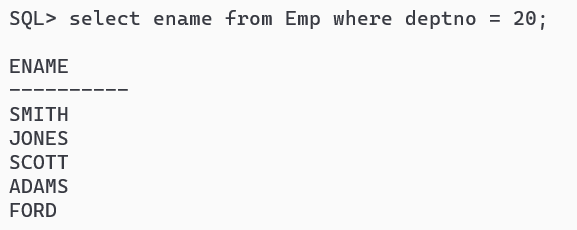 SQL> select ename from Emp where deptno = 20;
ENAME
----------
SMITH
JONES
SCOTT
ADAMS
FORD